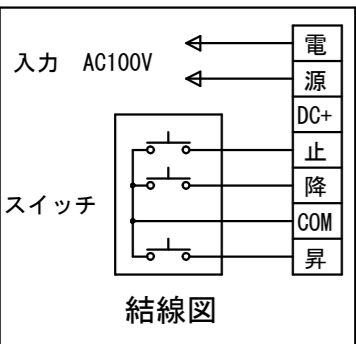 入力 AC100V
電
源
DC+
止
降
COM
昇
スイッチ
結線図